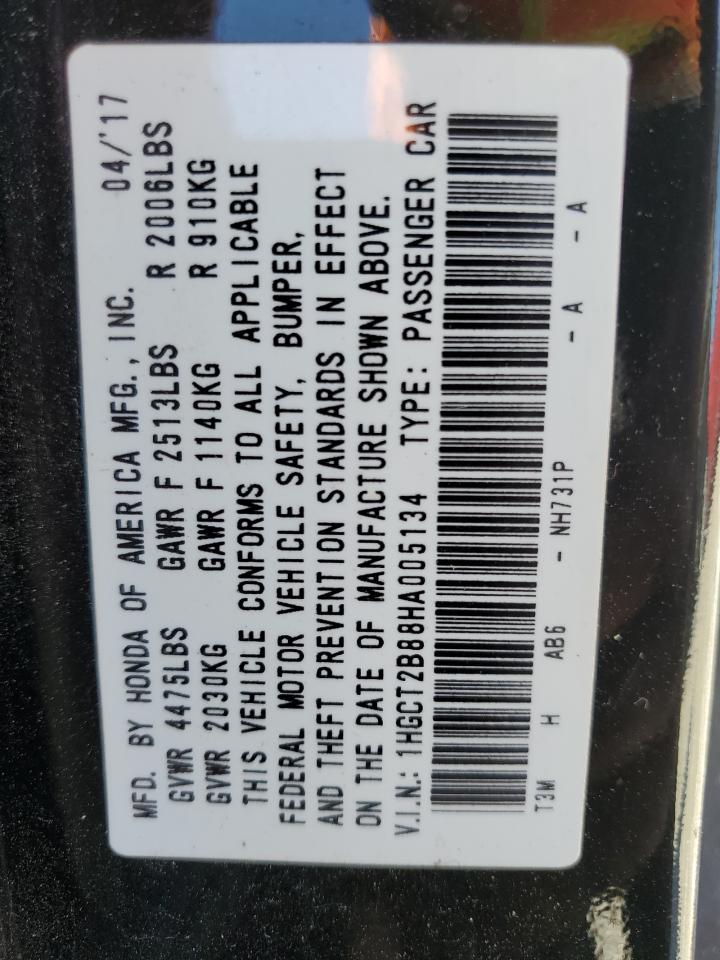 MFD. BY HONDA OF AMERICA MFG., INC. 04/'17
GVWR 4475LBS GAWR F 2513LBS R 2006LBS
GVWR 2030KG GAWR F 1140KG R 910KG
THIS VEHICLE CONFORMS TO ALL APPLICABLE
FEDERAL MOTOR VEHICLE SAFETY, BUMPER,
AND THEFT PREVENTION STANDARDS IN EFFECT
ON THE DATE OF MANUFACTURE SHOWN ABOVE.
V.I.N.: 1HGCT2B88HA005134 TYPE: PASSENGER CAR
T3M H AB6 - NH731P - A - A